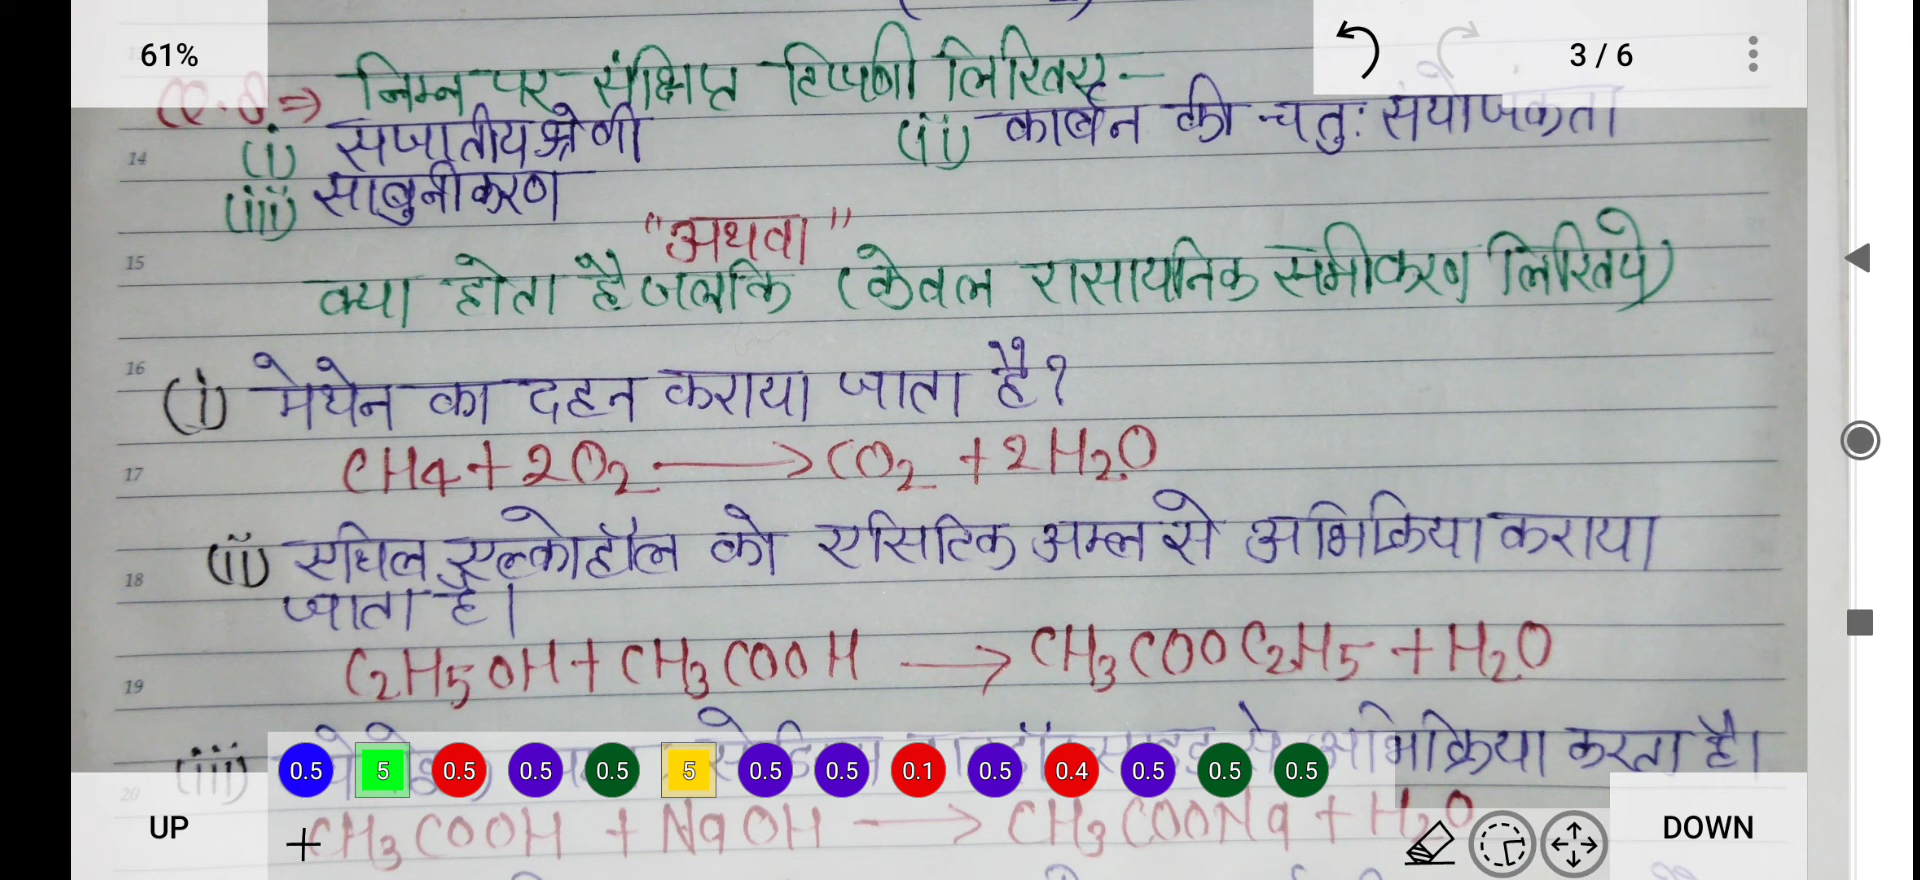 61%
3 / 6
निम्न पर संक्षिप्त टिप्पणी लिखिए -
(i) सजातीय श्रेणी (ii) कार्बन की चतुः संयोजकता
(iii) साबुनीकरण
"अथवा"
क्या होता है जबकि (केवल रासायनिक समीकरण लिखिये)
(i) मेथेन का दहन कराया जाता है?
CH4 + 2O2 → CO2 + 2H2O
(ii) एथिल एल्कोहॉल को एसिटिक अम्ल से अभिक्रिया कराया
जाता है।
C2H5OH + CH3COOH → CH3COOC2H5 + H2O
(iii) अभिक्रिया करता है।
0.5 5 0.5 0.5 0.5 5 0.5 0.5 0.1 0.5 0.4 0.5 0.5 0.5
CH3COOH + NaOH → CH3COONa + H2O
UP
DOWN
14
15
16
17
18
19
20